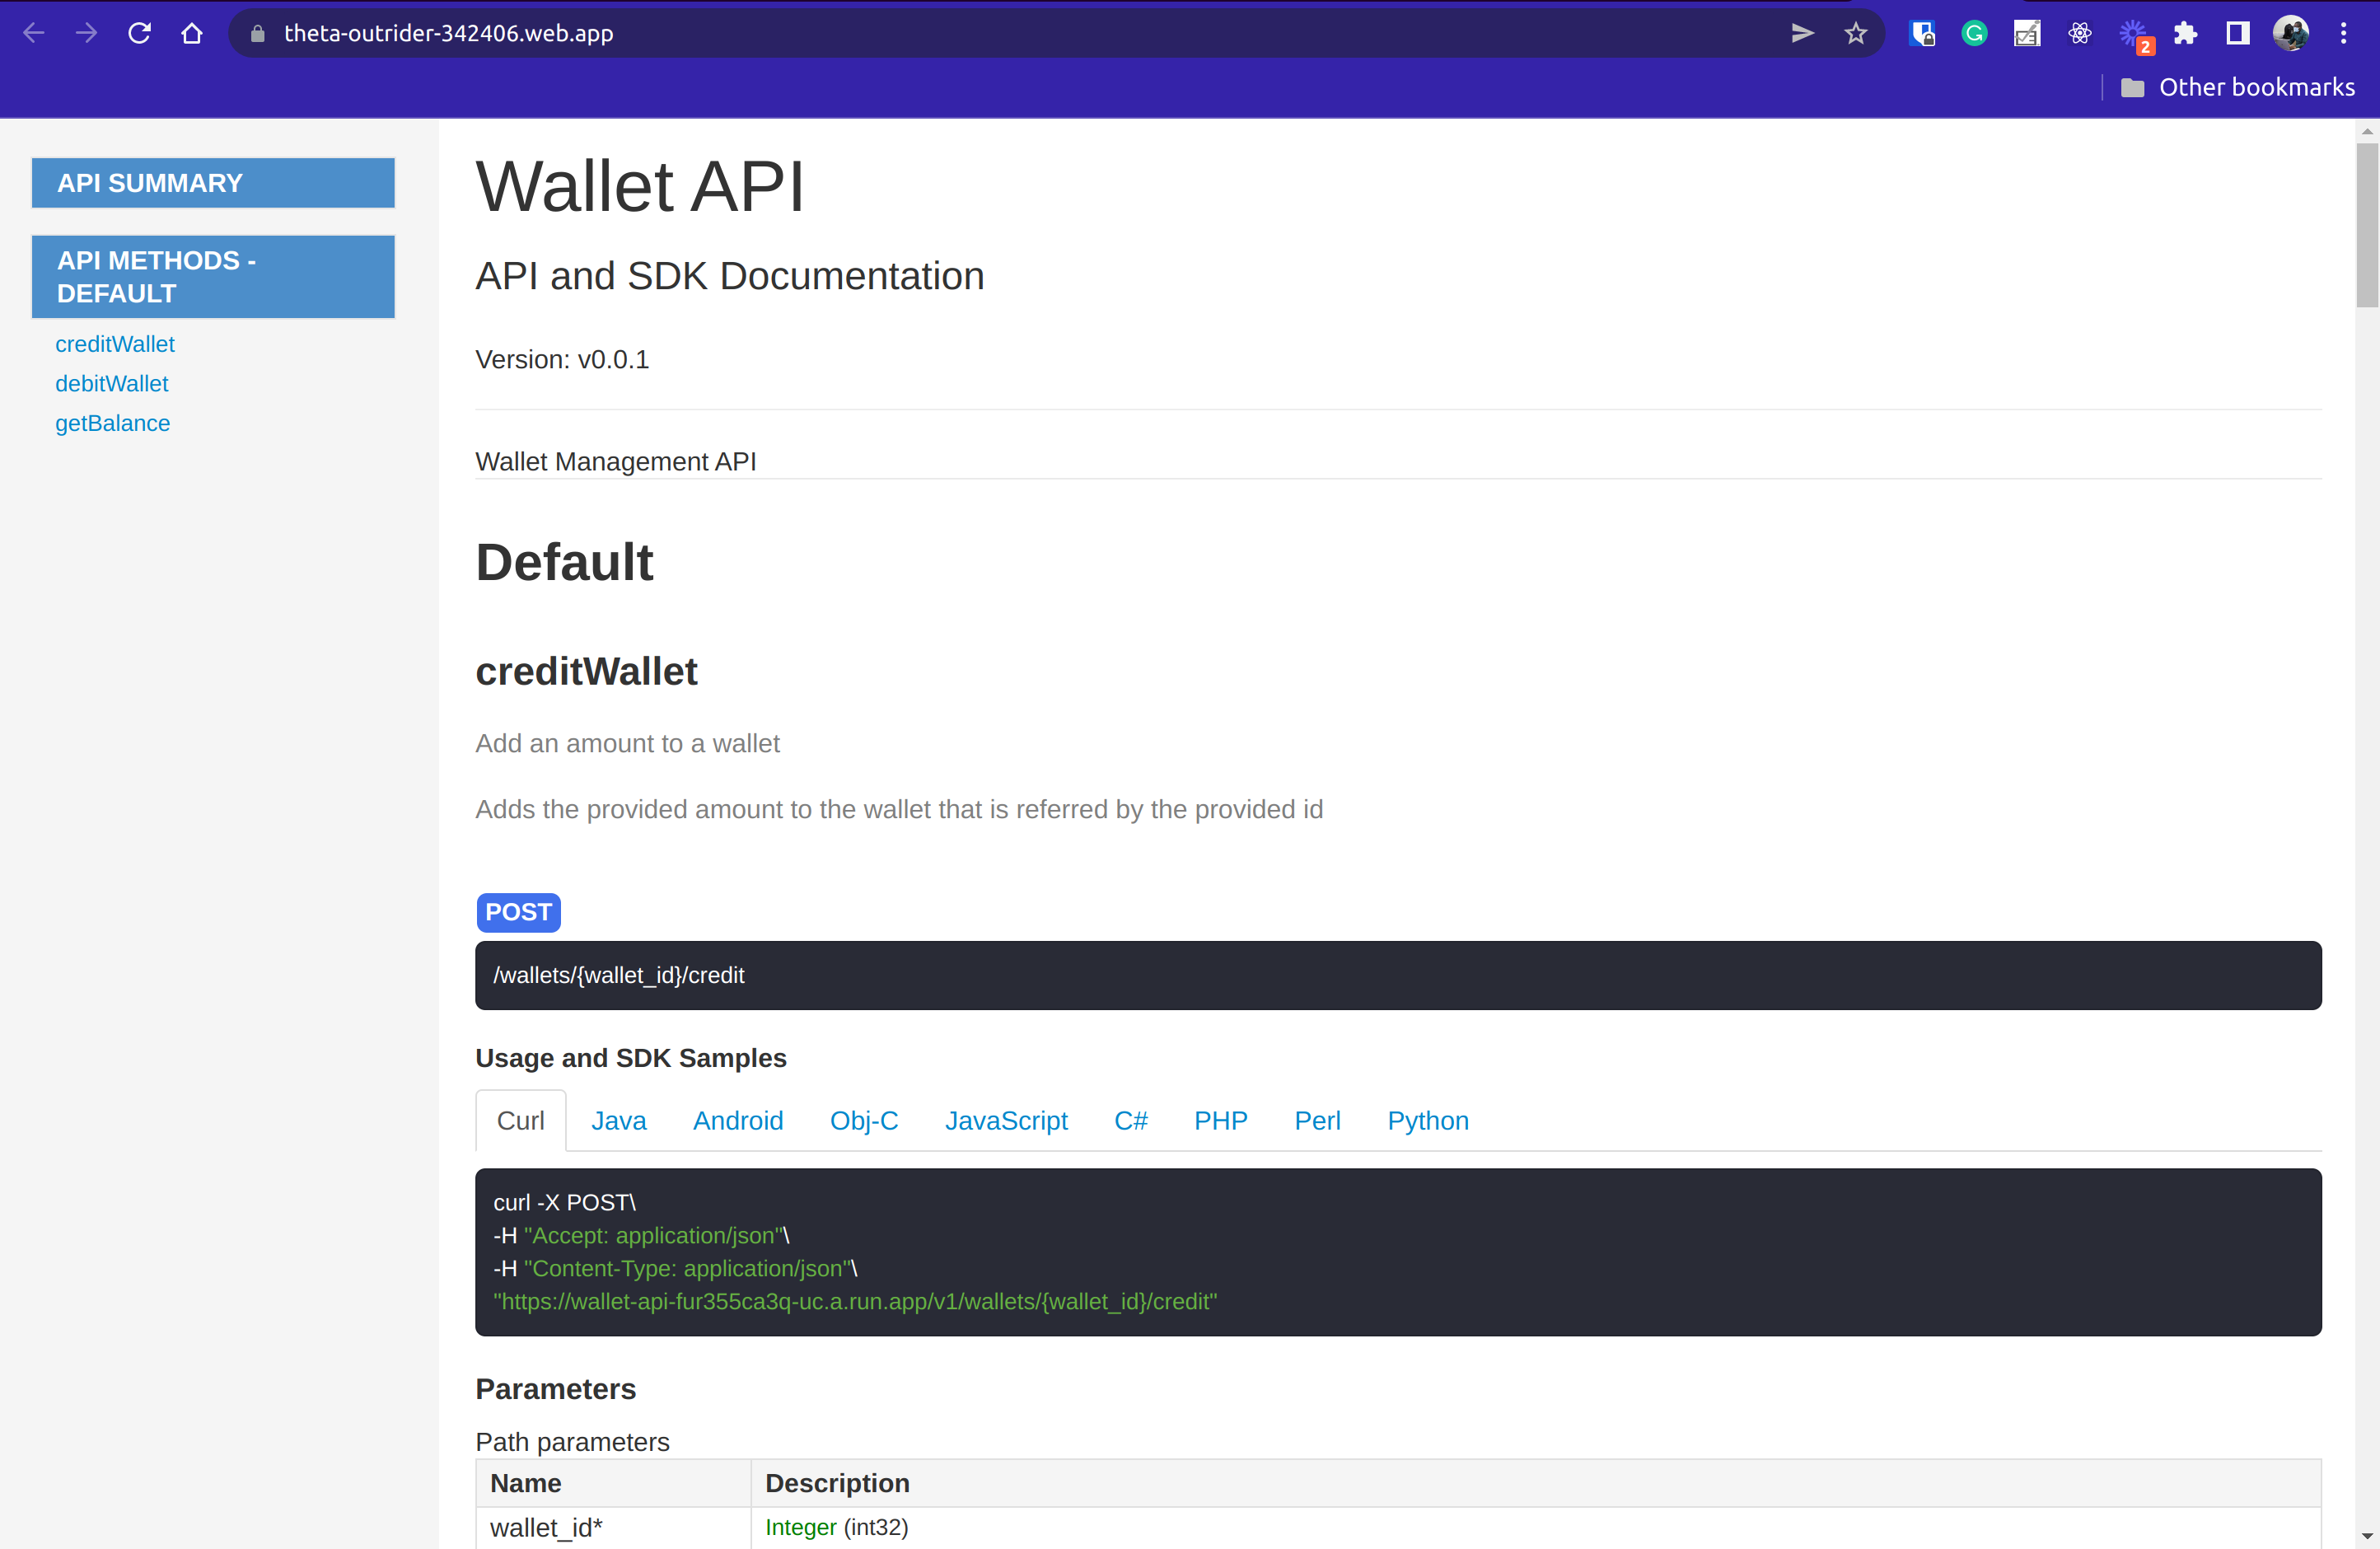 theta-outrider-342406.web.app
2
Other bookmarks
API SUMMARY
API METHODS -
DEFAULT
creditWallet
debitWallet
getBalance
Wallet API
API and SDK Documentation
Version: v0.0.1
Wallet Management API
Default
creditWallet
Add an amount to a wallet
Adds the provided amount to the wallet that is referred by the provided id
POST
/wallets/{wallet_id}/credit
Usage and SDK Samples
Curl Java Android Obj-C JavaScript C# PHP Perl Python
curl -X POST\
-H "Accept: application/json"\
-H "Content-Type: application/json"\
"https://wallet-api-fur355ca3q-uc.a.run.app/v1/wallets/{wallet_id}/credit"
Parameters
Path parameters
Name Description
wallet_id* Integer (int32)